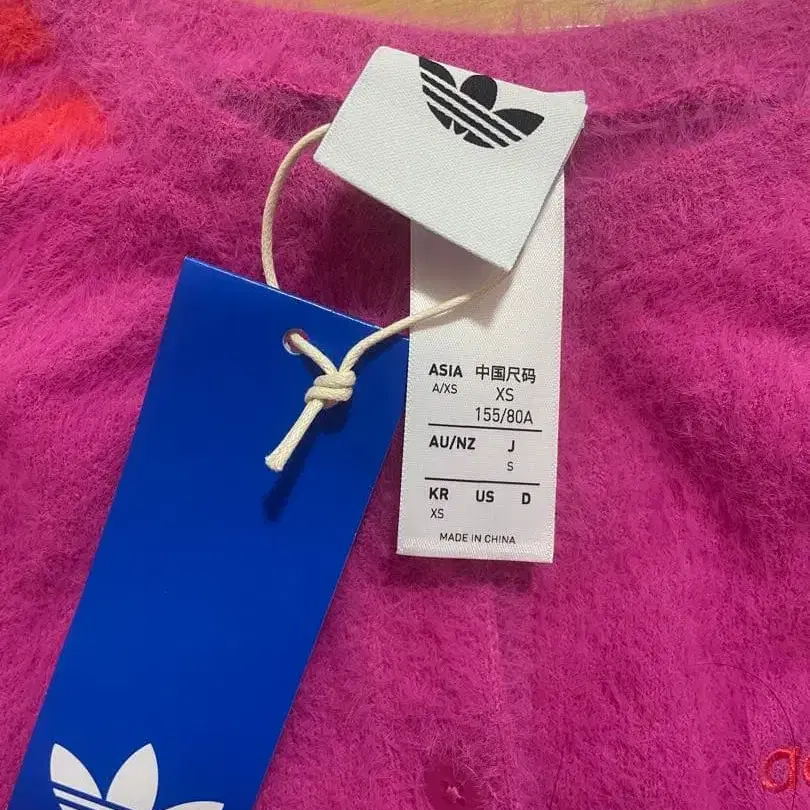 ASIA 中国尺码
A/XS XS
155/80A
AU/NZ J
S
KR US D
XS
MADE IN CHINA